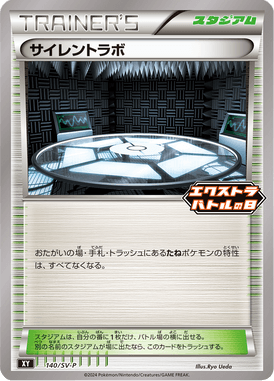 TRAINER'S
スタジアム
サイレントラボ
エクストラ
バトルの日
おたがいの場・手札・トラッシュにあるたねポケモンの特性
は、すべてなくなる。
スタジアムは、自分の番に1枚だけ、バトル場の横に出せる。
別の名前のスタジアムが場に出たなら、このカードをトラッシュする。
XY 140/SV-P
Illus.Ryo Ueda
©2024 Pokémon/Nintendo/Creatures/GAME FREAK.